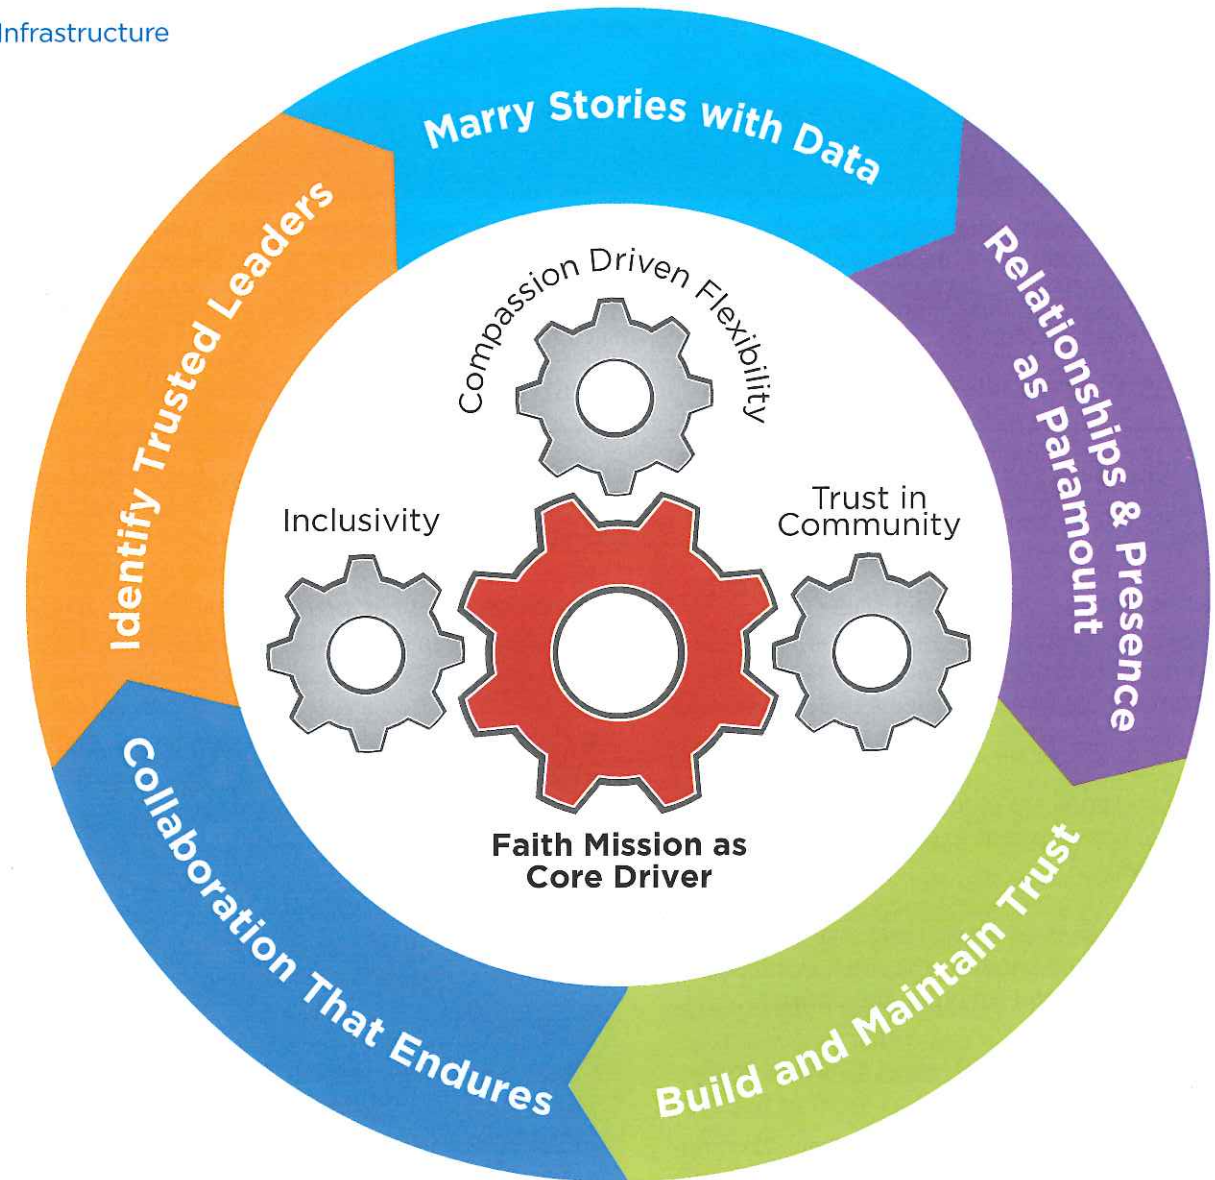 Infrastructure
Marry Stories with Data
Relationships & Presence
as Paramount
Build and Maintain Trust
Collaboration That Endures
Identify Trusted Leaders
Compassion Driven Flexibility
Inclusivity
Trust in
Community
Faith Mission as
Core Driver